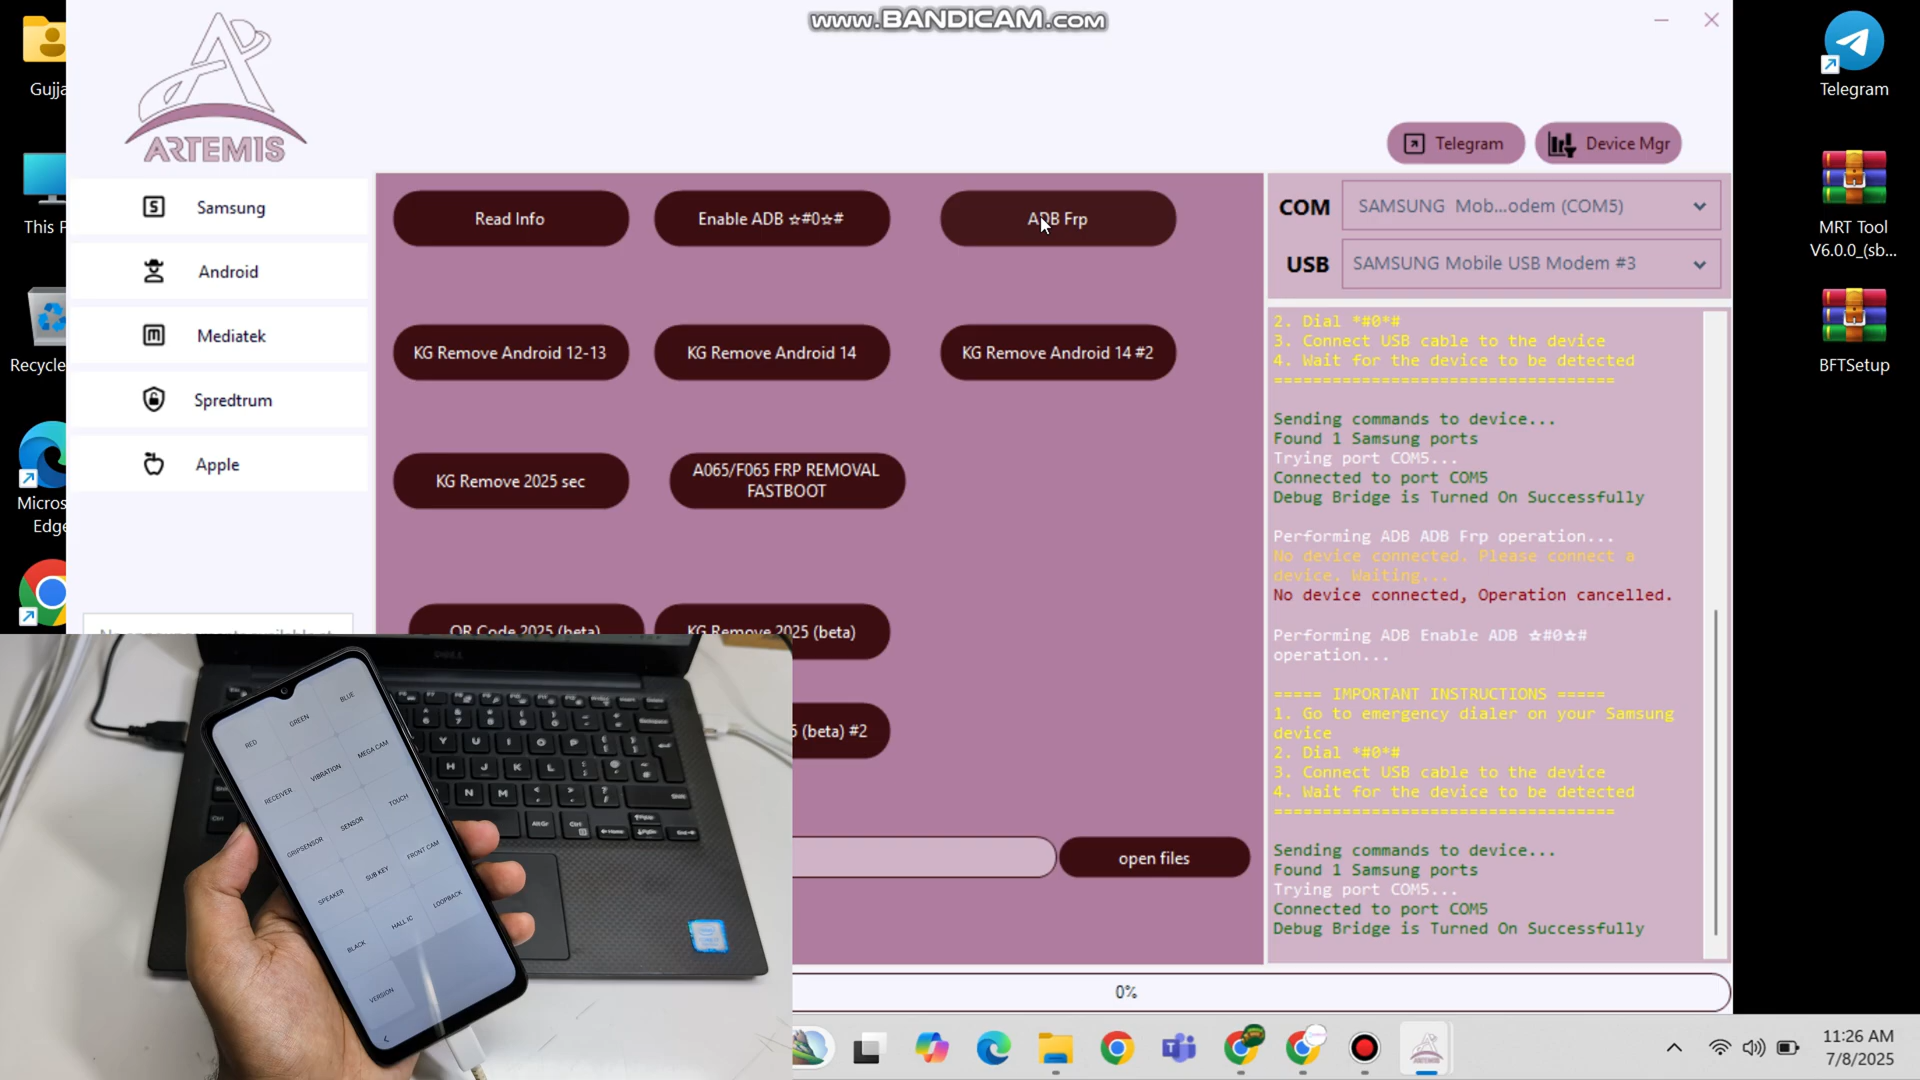 www.BANDICAM.com
Gujja
This P
Recycle
Micros
Edge
ARTEMIS
Samsung
Android
Mediatek
Spredtrum
Apple
Telegram
Device Mgr
Read Info
Enable ADB ☆#0☆#
ADB Frp
KG Remove Android 12-13
KG Remove Android 14
KG Remove Android 14 #2
KG Remove 2025 sec
A065/F065 FRP REMOVAL
FASTBOOT
QR Code 2025 (beta)
KG Remove 2025 (beta)
(beta) #2
open files
0%
COM
SAMSUNG Mob...odem (COM5)
USB
SAMSUNG Mobile USB Modem #3
2. Dial *#0*#
3. Connect USB cable to the device
4. Wait for the device to be detected
===================================
Sending commands to device...
Found 1 Samsung ports
Trying port COM5...
Connected to port COM5
Debug Bridge is Turned On Successfully
Performing ADB ADB Frp operation...
No device connected. Please connect a
device. Waiting...
No device connected, Operation cancelled.
Performing ADB Enable ADB ☆#0☆#
operation...
===== IMPORTANT INSTRUCTIONS =====
1. Go to emergency dialer on your Samsung
device
2. Dial *#0*#
3. Connect USB cable to the device
4. Wait for the device to be detected
===================================
Sending commands to device...
Found 1 Samsung ports
Trying port COM5...
Connected to port COM5
Debug Bridge is Turned On Successfully
Telegram
MRT Tool
V6.0.0_(sb...
BFTSetup
RED
GREEN
BLUE
RECEIVER
VIBRATION
MEGA CAM
GRIPSENSOR
SENSOR
TOUCH
SPEAKER
SUB KEY
FRONT CAM
BLACK
HALL IC
LOOPBACK
VERSION
11:26 AM
7/8/2025